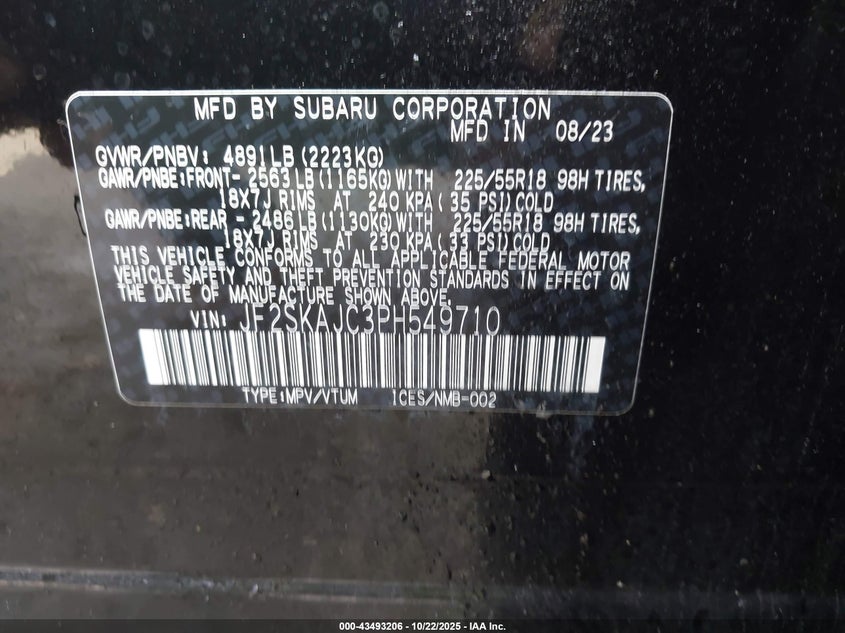 MFD BY SUBARU CORPORATION
MFD IN 08/23
GVWR/PNBV: 4891LB(2223KG)
GAWR/PNBE:FRONT- 2563LB(1165KG)WITH 225/55R18 98H TIRES,
18X7J RIMS AT 240 KPA( 35 PSI)COLD
GAWR/PNBE:REAR - 2486LB(1130KG)WITH 225/55R18 98H TIRES,
18X7J RIMS AT 230 KPA( 33 PSI)COLD
THIS VEHICLE CONFORMS TO ALL APPLICABLE FEDERAL MOTOR
VEHICLE SAFETY AND THEFT PREVENTION STANDARDS IN EFFECT ON
THE DATE OF MANUFACTURE SHOWN ABOVE.
VIN: JF2SKAJC3PH549710
TYPE:MPV/VTUM ICES/NMB-002
000-43493206 - 10/22/2025 - IAA Inc.